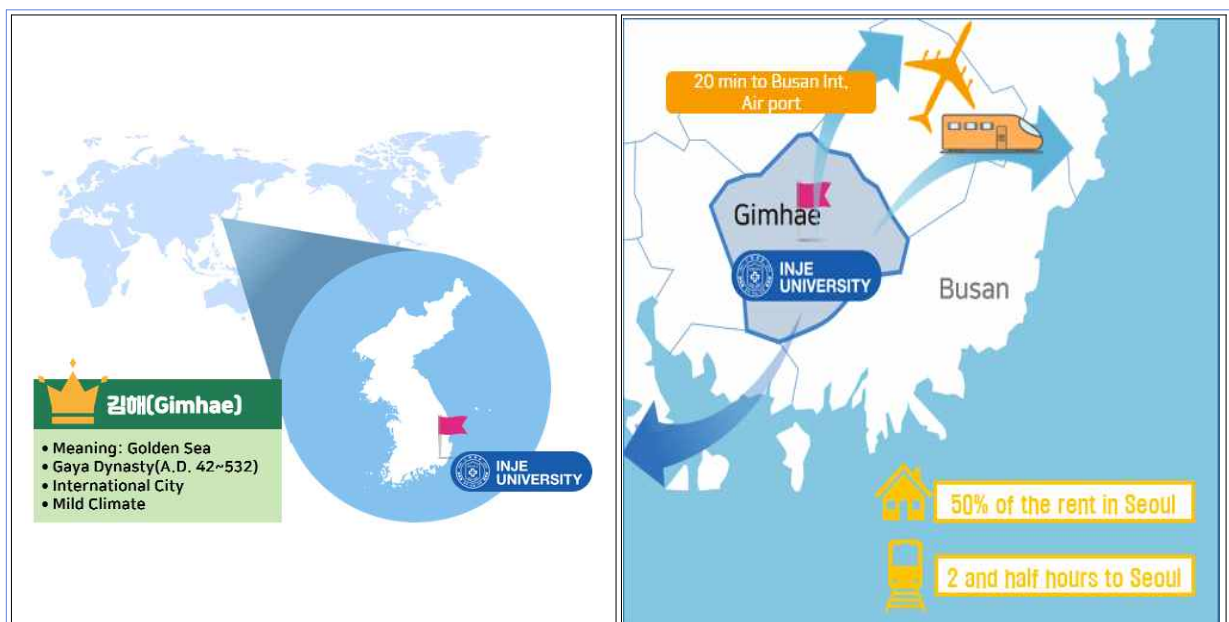 김해(Gimhae)
• Meaning: Golden Sea
• Gaya Dynasty(A.D. 42~532)
• International City
• Mild Climate
INJE
UNIVERSITY
20 min to Busan Int,
Air port
Gimhae
INJE
UNIVERSITY
Busan
50% of the rent in Seoul
2 and half hours to Seoul